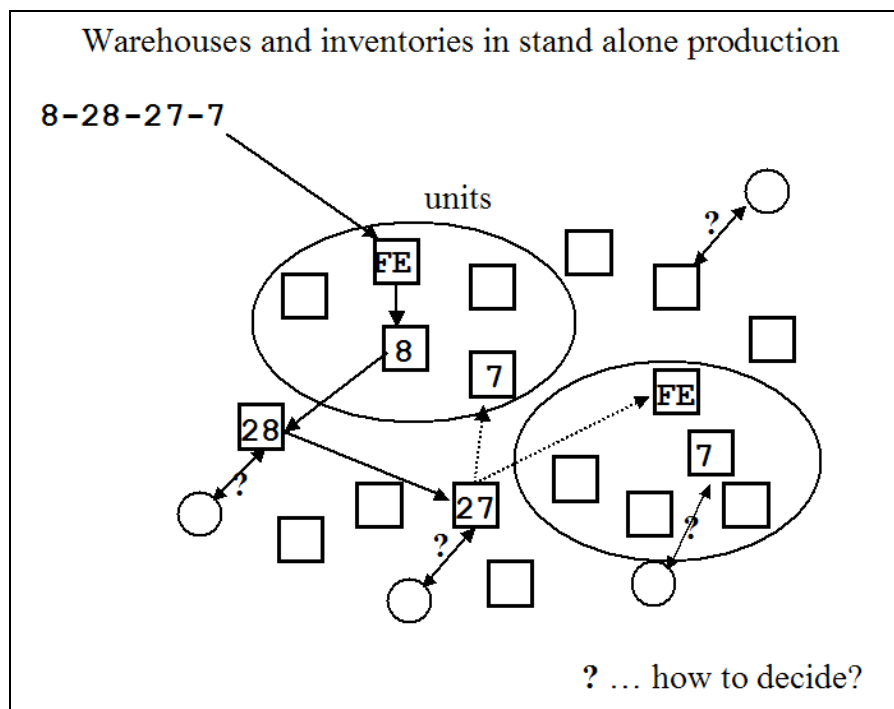 Warehouses and inventories in stand alone production
8-28-27-7
units
?
FE
8
7
FE
28
7
?
27
?
?
? … how to decide?